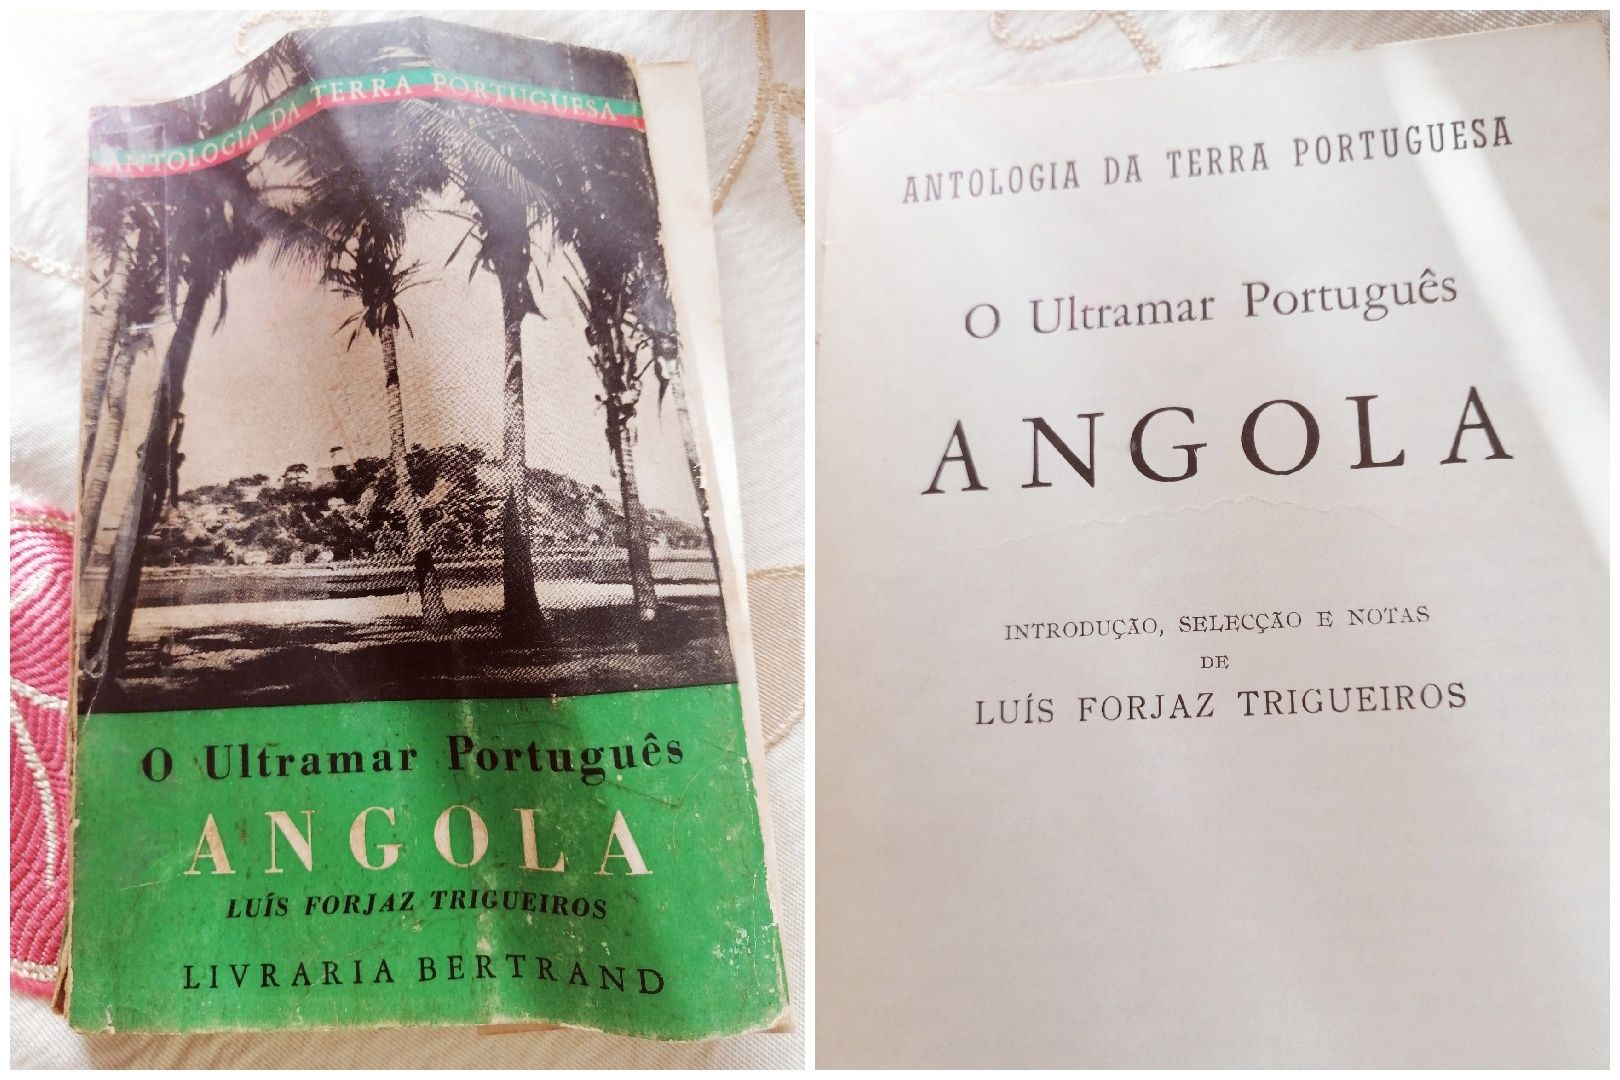 ANTOLOGIA DA TERRA PORTUGUESA
O Ultramar Português
ANGOLA
LUÍS FORJAZ TRIGUEIROS
LIVRARIA BERTRAND
ANTOLOGIA DA TERRA PORTUGUESA
O Ultramar Português
ANGOLA
INTRODUÇÃO, SELECÇÃO E NOTAS
DE
LUÍS FORJAZ TRIGUEIROS